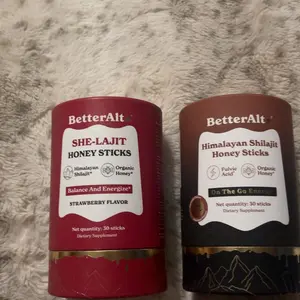 BetterAlt
SHE-LAJIT
HONEY STICKS
Himalayan
Shilajit*
Organic
Honey*
Balance And Energize*
STRAWBERRY FLAVOR
Net quantity: 30 sticks
Dietary Supplement
BetterAlt
Himalayan Shilajit
Honey Sticks
Fulvic
Acid*
Organic
Honey*
On The Go Energy
Net quantity: 30 sticks
Dietary Supplement